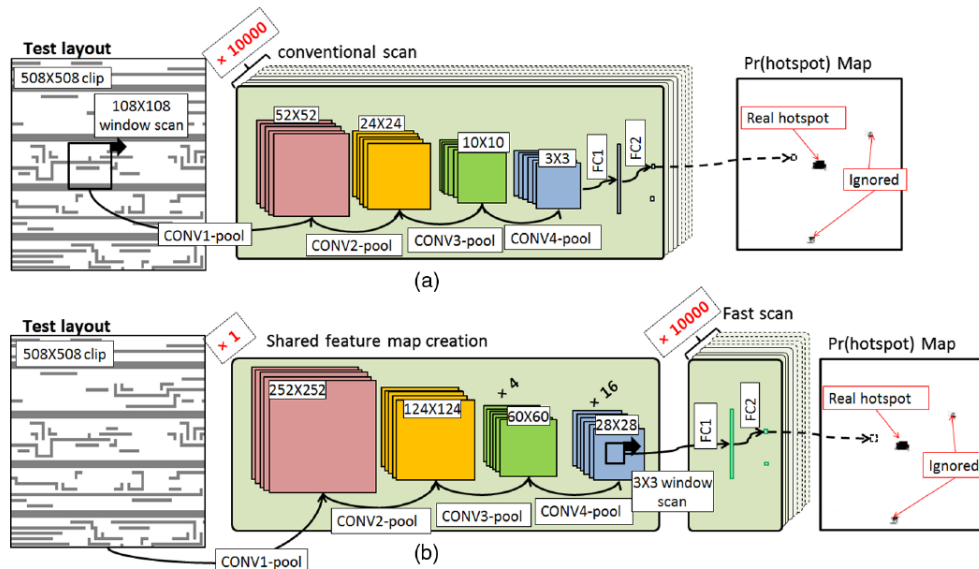 × 10000
conventional scan
Test layout
508X508 clip
108X108
window scan
52X52
24X24
10X10
3X3
FC1
FC2
CONV1-pool
CONV2-pool
CONV3-pool
CONV4-pool
Pr(hotspot) Map
Real hotspot
Ignored
(a)
Test layout
508X508 clip
× 1
Shared feature map creation
252X252
124X124
× 4
60X60
× 16
28X28
3X3 window
scan
CONV1-pool
CONV2-pool
CONV3-pool
CONV4-pool
× 10000
Fast scan
FC1
FC2
Pr(hotspot) Map
Real hotspot
Ignored
(b)